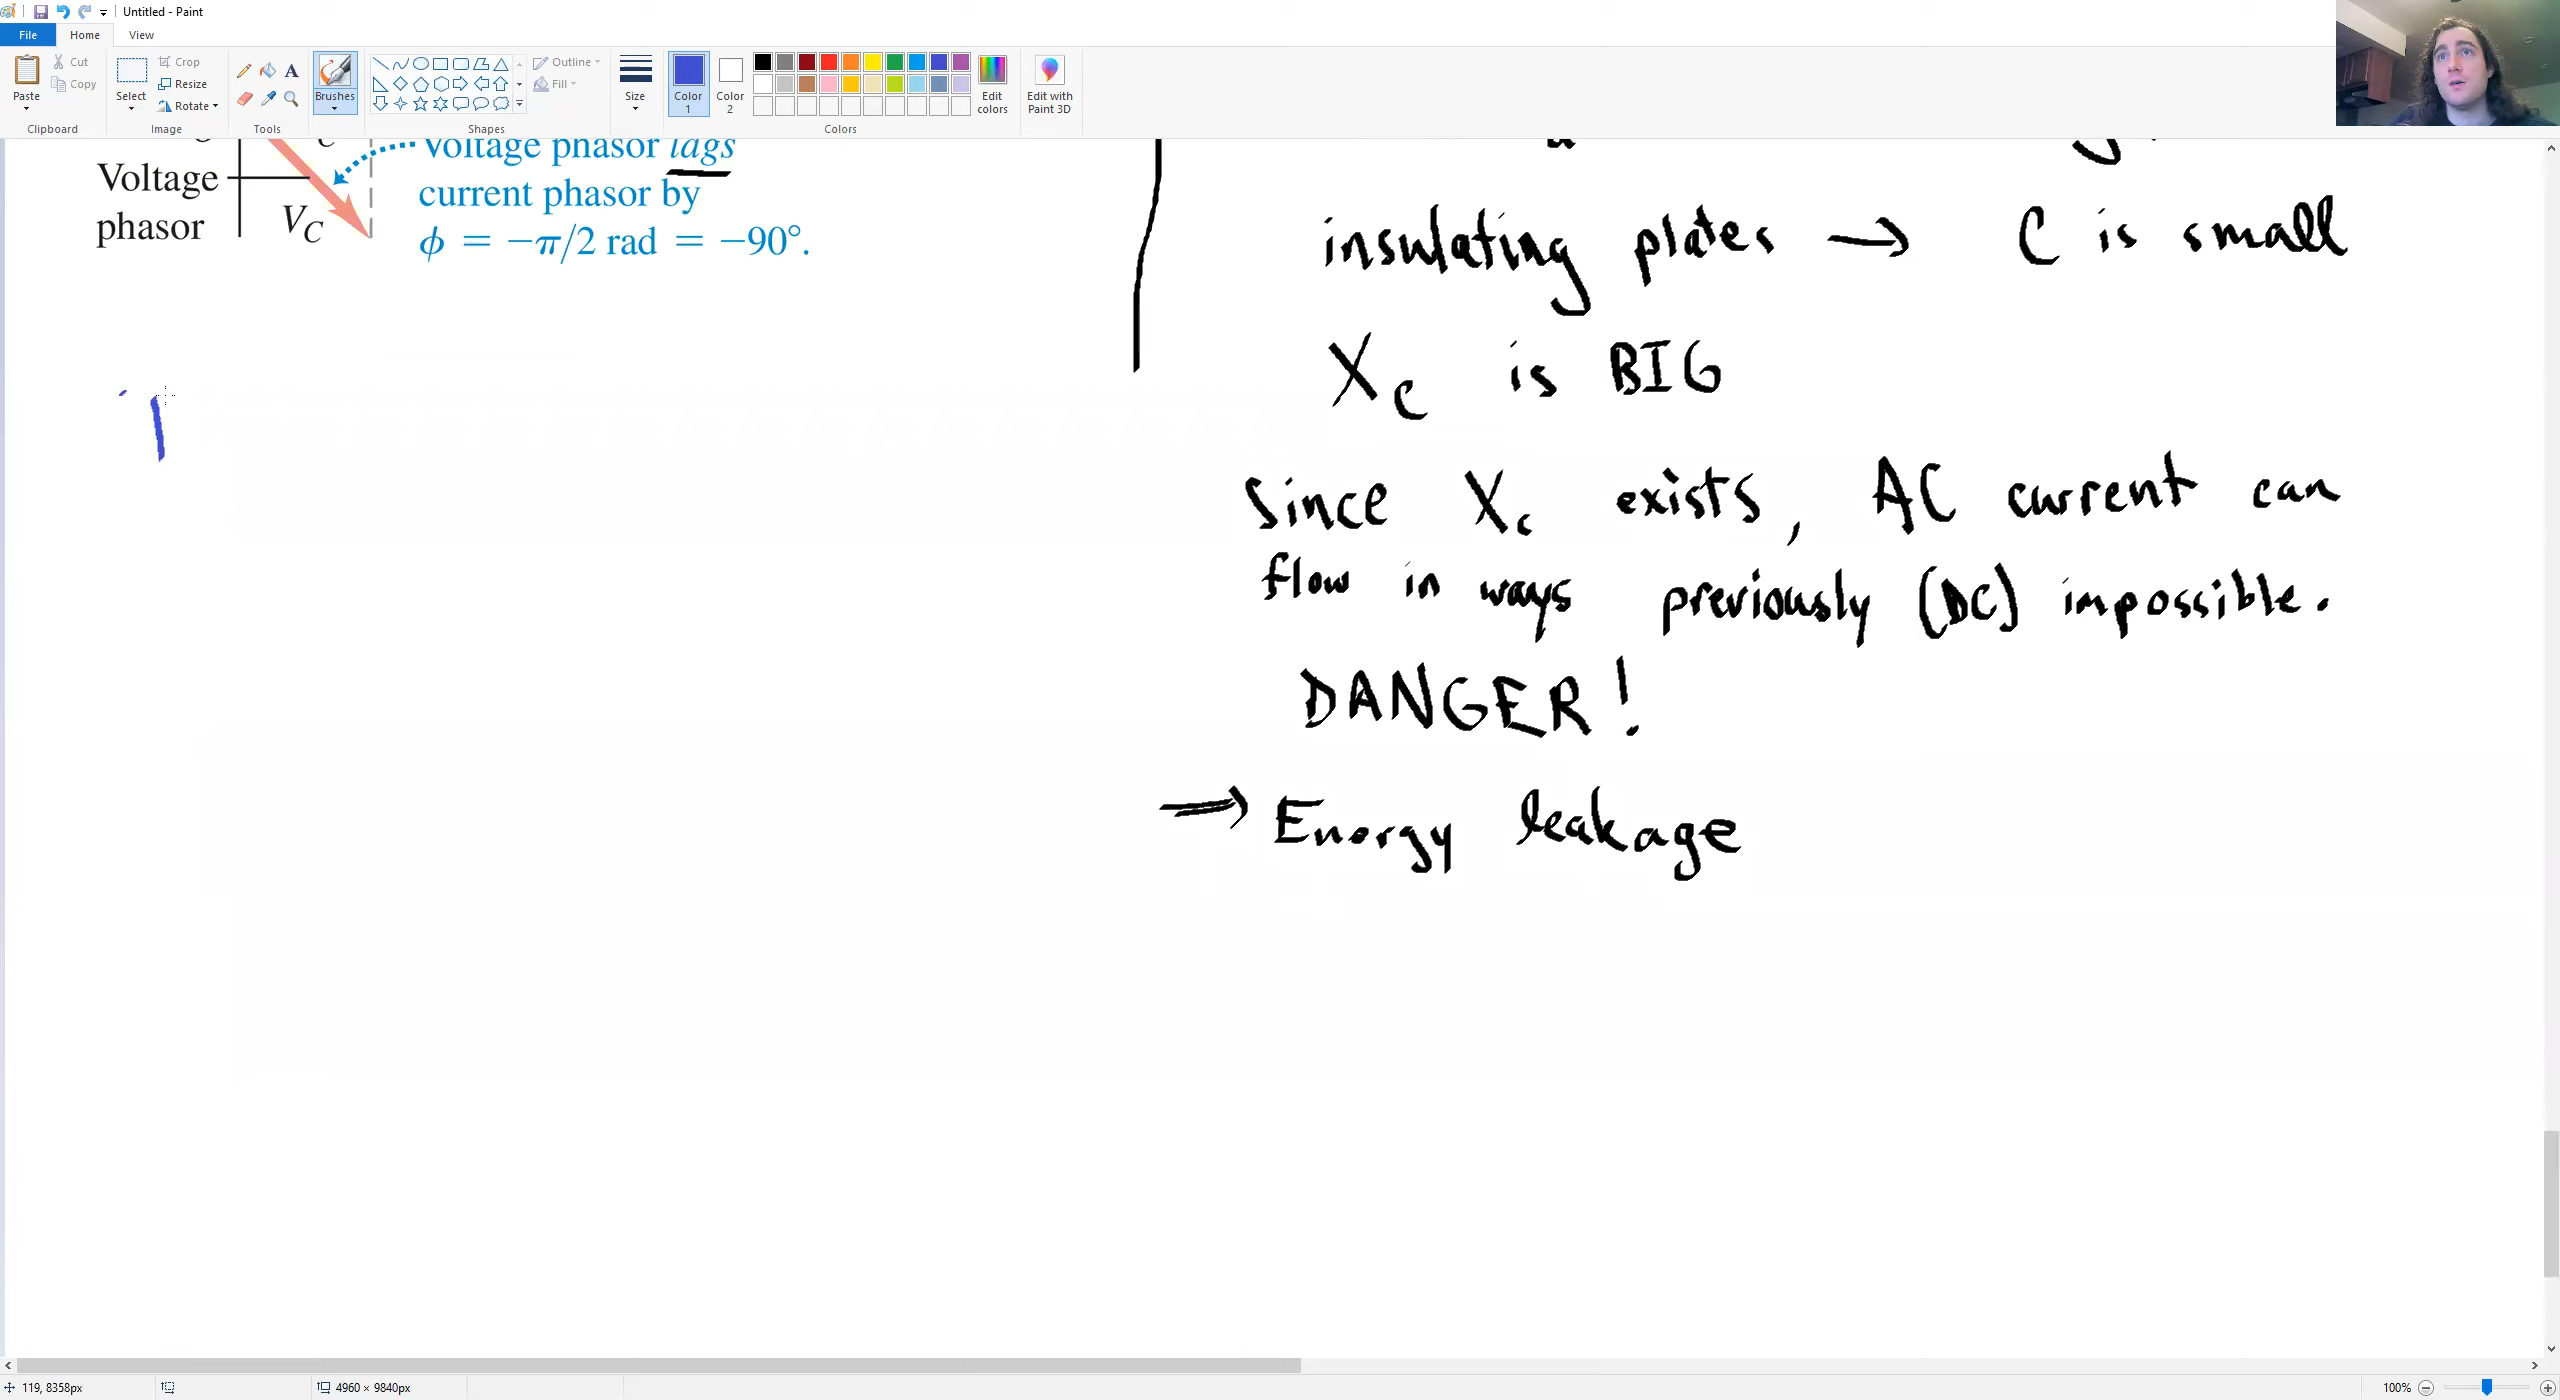 Untitled - Paint
File Home View
Paste Cut Copy
Clipboard
Select Crop Resize Rotate
Image
Tools
Brushes
Shapes
Outline
Fill
Size
Color 1
Color 2
Colors
Edit colors
Edit with Paint 3D
Voltage phasor
V_C
Voltage phasor lags
current phasor by
ϕ = −π/2 rad = −90°.
insulating plates → C is small
X_C is BIG
Since X_c exists, AC current can
flow in ways previously (DC) impossible.
DANGER!
⇒ Energy leakage
119, 8358px
4960 × 9840px
100%